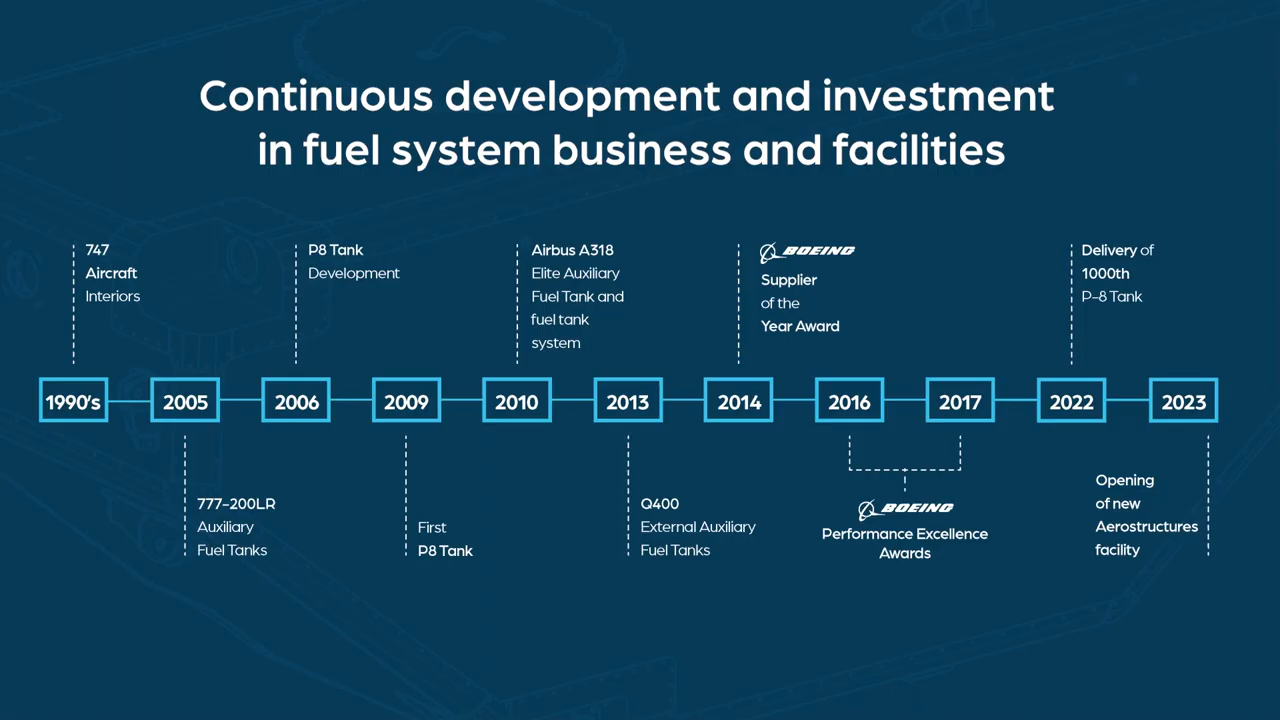 Continuous development and investment
in fuel system business and facilities
747
Aircraft
Interiors
P8 Tank
Development
Airbus A318
Elite Auxiliary
Fuel Tank and
fuel tank
system
BOEING
Supplier
of the
Year Award
Delivery of
1000th
P-8 Tank
1990's
2005
2006
2009
2010
2013
2014
2016
2017
2022
2023
777-200LR
Auxiliary
Fuel Tanks
First
P8 Tank
Q400
External Auxiliary
Fuel Tanks
BOEING
Performance Excellence
Awards
Opening
of new
Aerostructures
facility